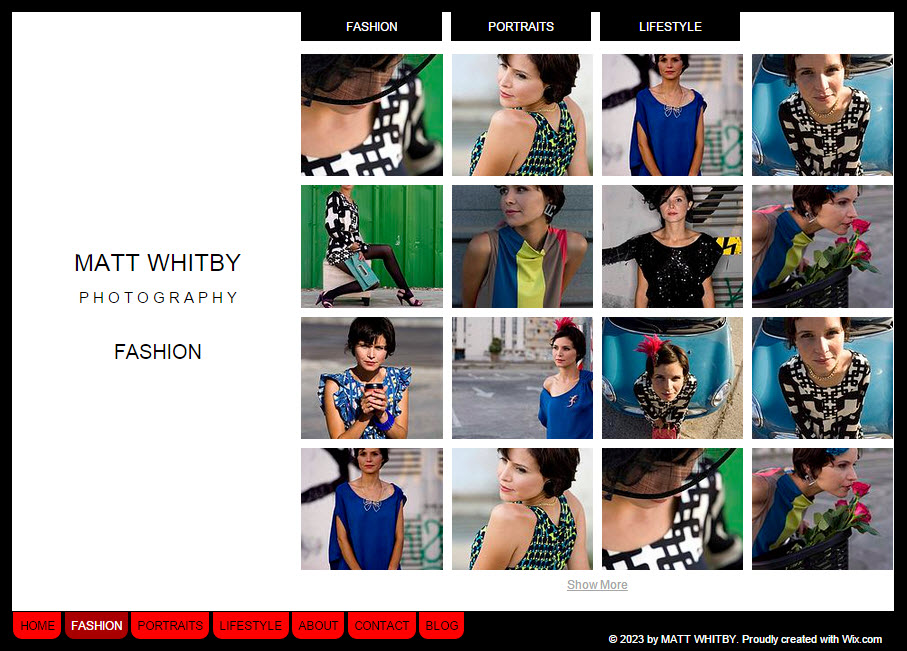 FASHION PORTRAITS LIFESTYLE
MATT WHITBY
PHOTOGRAPHY
FASHION
Show More
HOME FASHION PORTRAITS LIFESTYLE ABOUT CONTACT BLOG
© 2023 by MATT WHITBY. Proudly created with Wix.com